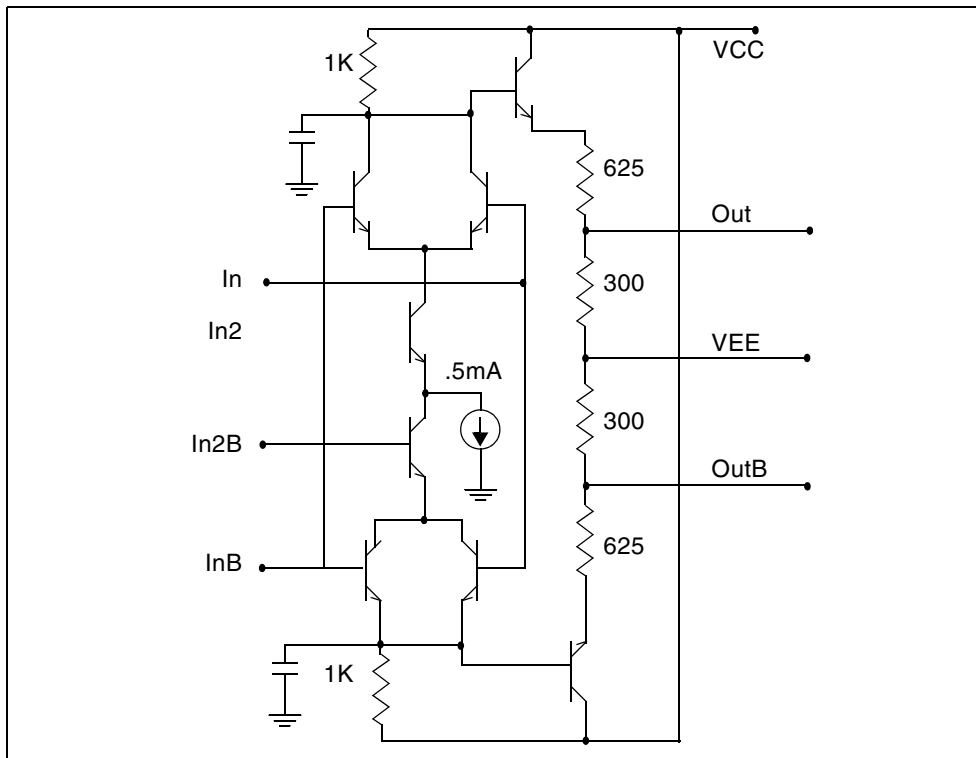 VCC
1K
625
Out
In
300
In2
VEE
.5mA
300
In2B
OutB
625
InB
1K